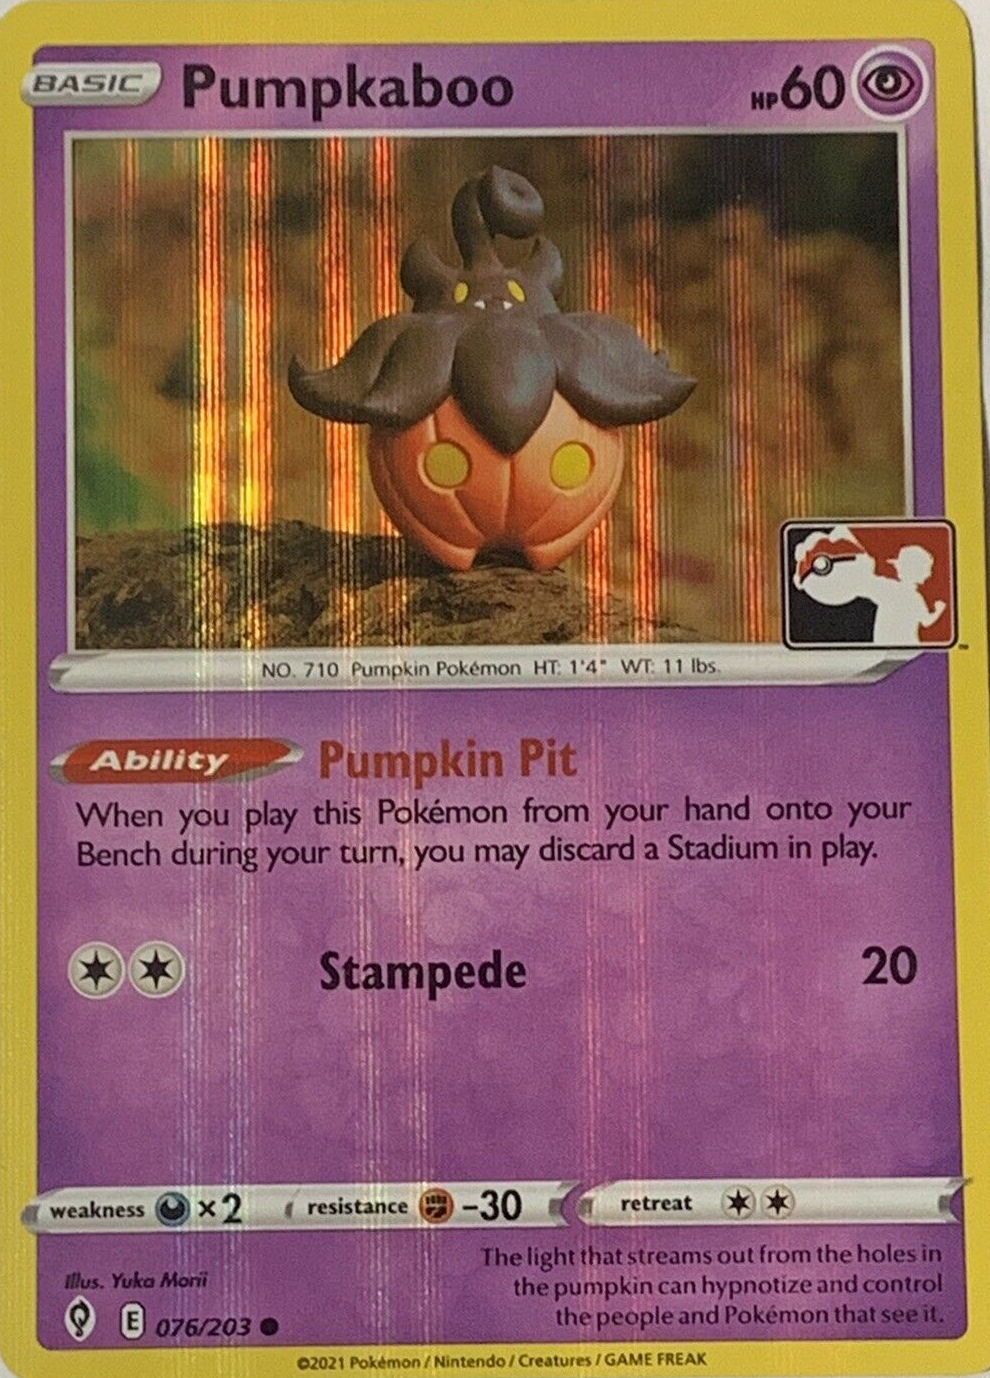 BASIC Pumpkaboo HP 60
NO. 710 Pumpkin Pokémon HT: 1'4" WT: 11 lbs.
™
Ability Pumpkin Pit
When you play this Pokémon from your hand onto your
Bench during your turn, you may discard a Stadium in play.
Stampede 20
weakness ×2 resistance -30 retreat
Illus. Yuka Morii
The light that streams out from the holes in
the pumpkin can hypnotize and control
the people and Pokémon that see it.
E 076/203
©2021 Pokémon / Nintendo / Creatures / GAME FREAK